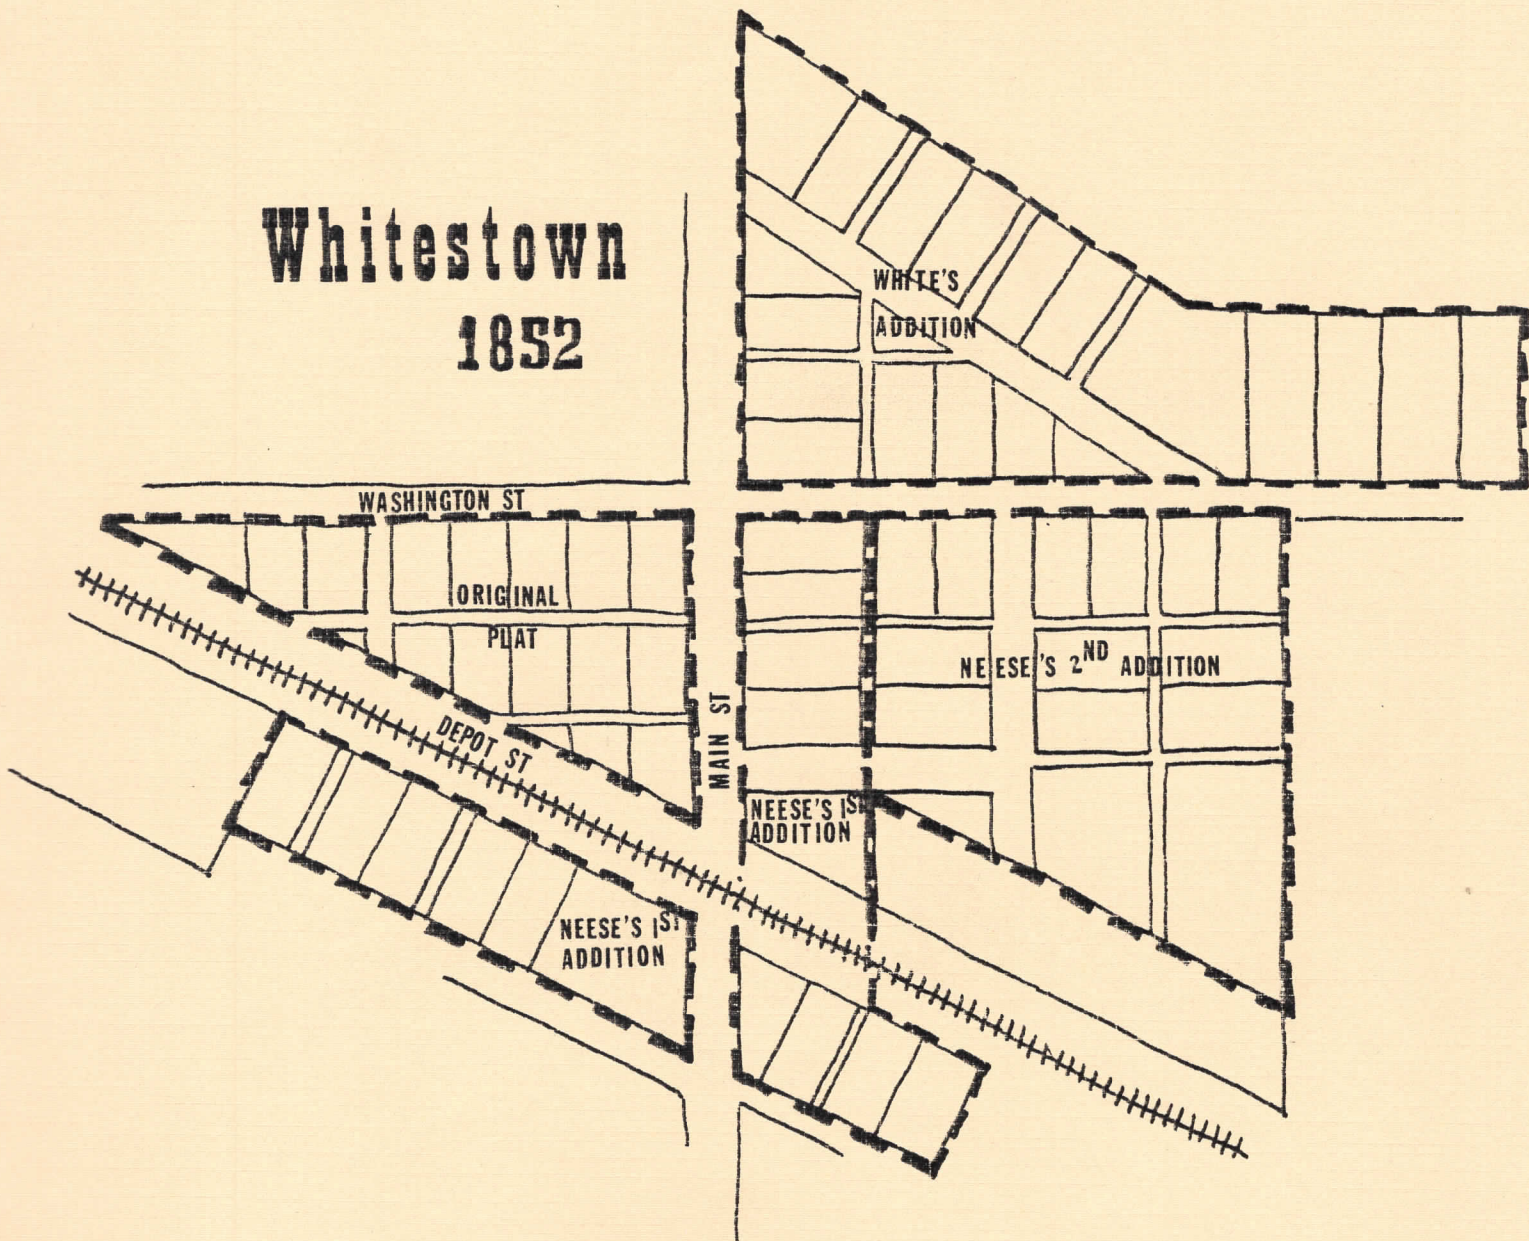 Whitestown
1852
WHITE'S
ADDITION
WASHINGTON ST
ORIGINAL
PLAT
NEESE'S 2ND ADDITION
MAIN ST
DEPOT ST
NEESE'S 1ST
ADDITION
NEESE'S 1ST
ADDITION